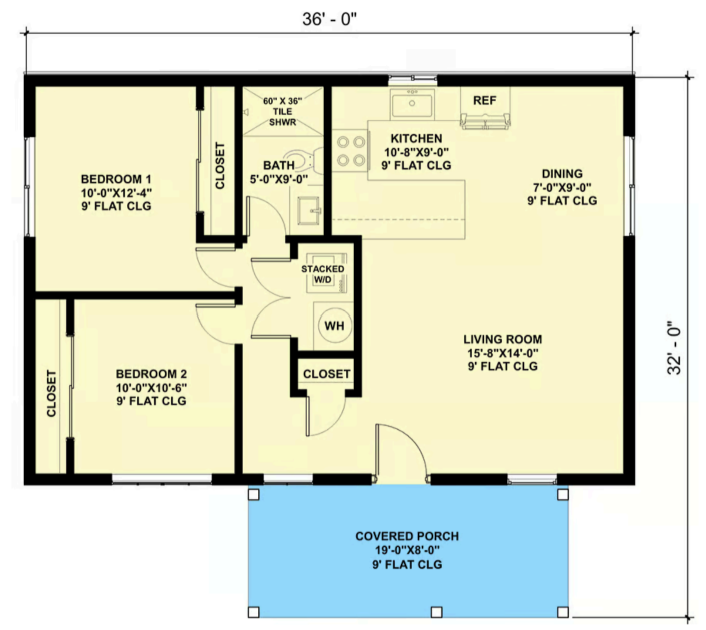 36' - 0"
60" X 36"
TILE
SHWR
REF
KITCHEN
10'-8"X9'-0"
9' FLAT CLG
BATH
5'-0"X9'-0"
CLOSET
BEDROOM 1
10'-0"X12'-4"
9' FLAT CLG
DINING
7'-0"X9'-0"
9' FLAT CLG
STACKED
W/D
WH
LIVING ROOM
15'-8"X14'-0"
9' FLAT CLG
32' - 0"
CLOSET
BEDROOM 2
10'-0"X10'-6"
9' FLAT CLG
CLOSET
COVERED PORCH
19'-0"X8'-0"
9' FLAT CLG